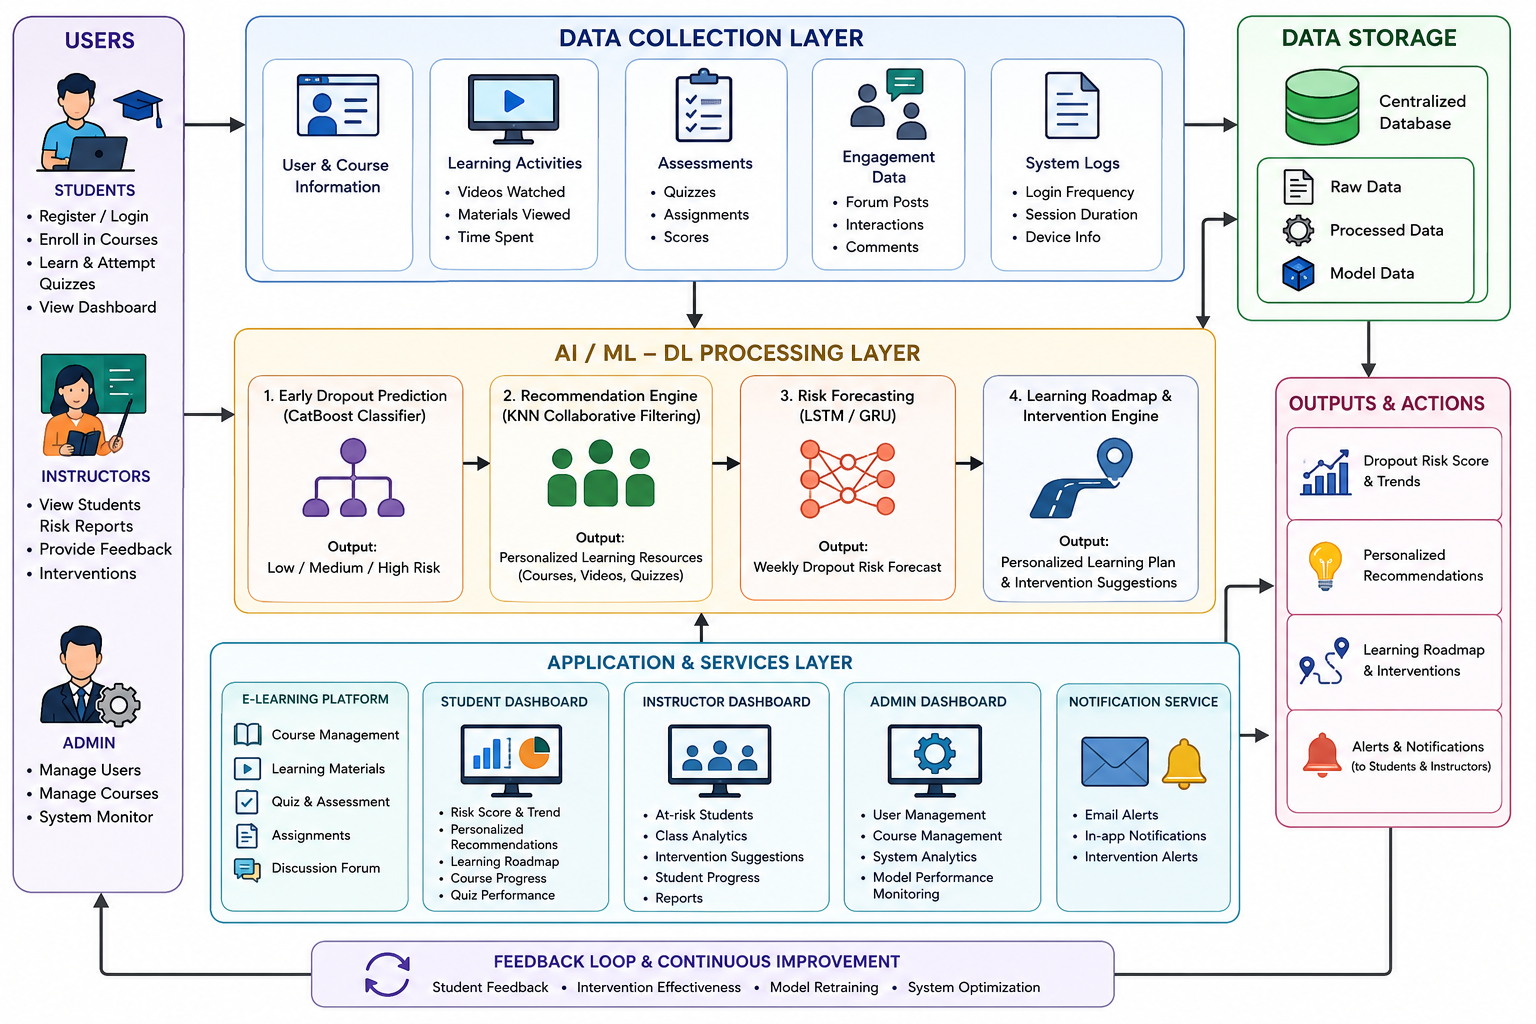 USERS
STUDENTS
• Register / Login
• Enroll in Courses
• Learn & Attempt
Quizzes
• View Dashboard
INSTRUCTORS
• View Students
Risk Reports
• Provide Feedback
• Interventions
ADMIN
• Manage Users
• Manage Courses
• System Monitor
DATA COLLECTION LAYER
User & Course
Information
Learning Activities
• Videos Watched
• Materials Viewed
• Time Spent
Assessments
• Quizzes
• Assignments
• Scores
Engagement
Data
• Forum Posts
• Interactions
• Comments
System Logs
• Login Frequency
• Session Duration
• Device Info
DATA STORAGE
Centralized
Database
Raw Data
Processed Data
Model Data
AI / ML – DL PROCESSING LAYER
1. Early Dropout Prediction
(CatBoost Classifier)
Output:
Low / Medium / High Risk
2. Recommendation Engine
(KNN Collaborative Filtering)
Output:
Personalized Learning Resources
(Courses, Videos, Quizzes)
3. Risk Forecasting
(LSTM / GRU)
Output:
Weekly Dropout Risk Forecast
4. Learning Roadmap &
Intervention Engine
Output:
Personalized Learning Plan
& Intervention Suggestions
OUTPUTS & ACTIONS
Dropout Risk Score
& Trends
Personalized
Recommendations
Learning Roadmap
& Interventions
Alerts & Notifications
(to Students & Instructors)
APPLICATION & SERVICES LAYER
E-LEARNING PLATFORM
Course Management
Learning Materials
Quiz & Assessment
Assignments
Discussion Forum
STUDENT DASHBOARD
• Risk Score & Trend
• Personalized
Recommendations
• Learning Roadmap
• Course Progress
• Quiz Performance
INSTRUCTOR DASHBOARD
• At-risk Students
• Class Analytics
• Intervention Suggestions
• Student Progress
• Reports
ADMIN DASHBOARD
• User Management
• Course Management
• System Analytics
• Model Performance
Monitoring
NOTIFICATION SERVICE
• Email Alerts
• In-app Notifications
• Intervention Alerts
FEEDBACK LOOP & CONTINUOUS IMPROVEMENT
Student Feedback • Intervention Effectiveness • Model Retraining • System Optimization